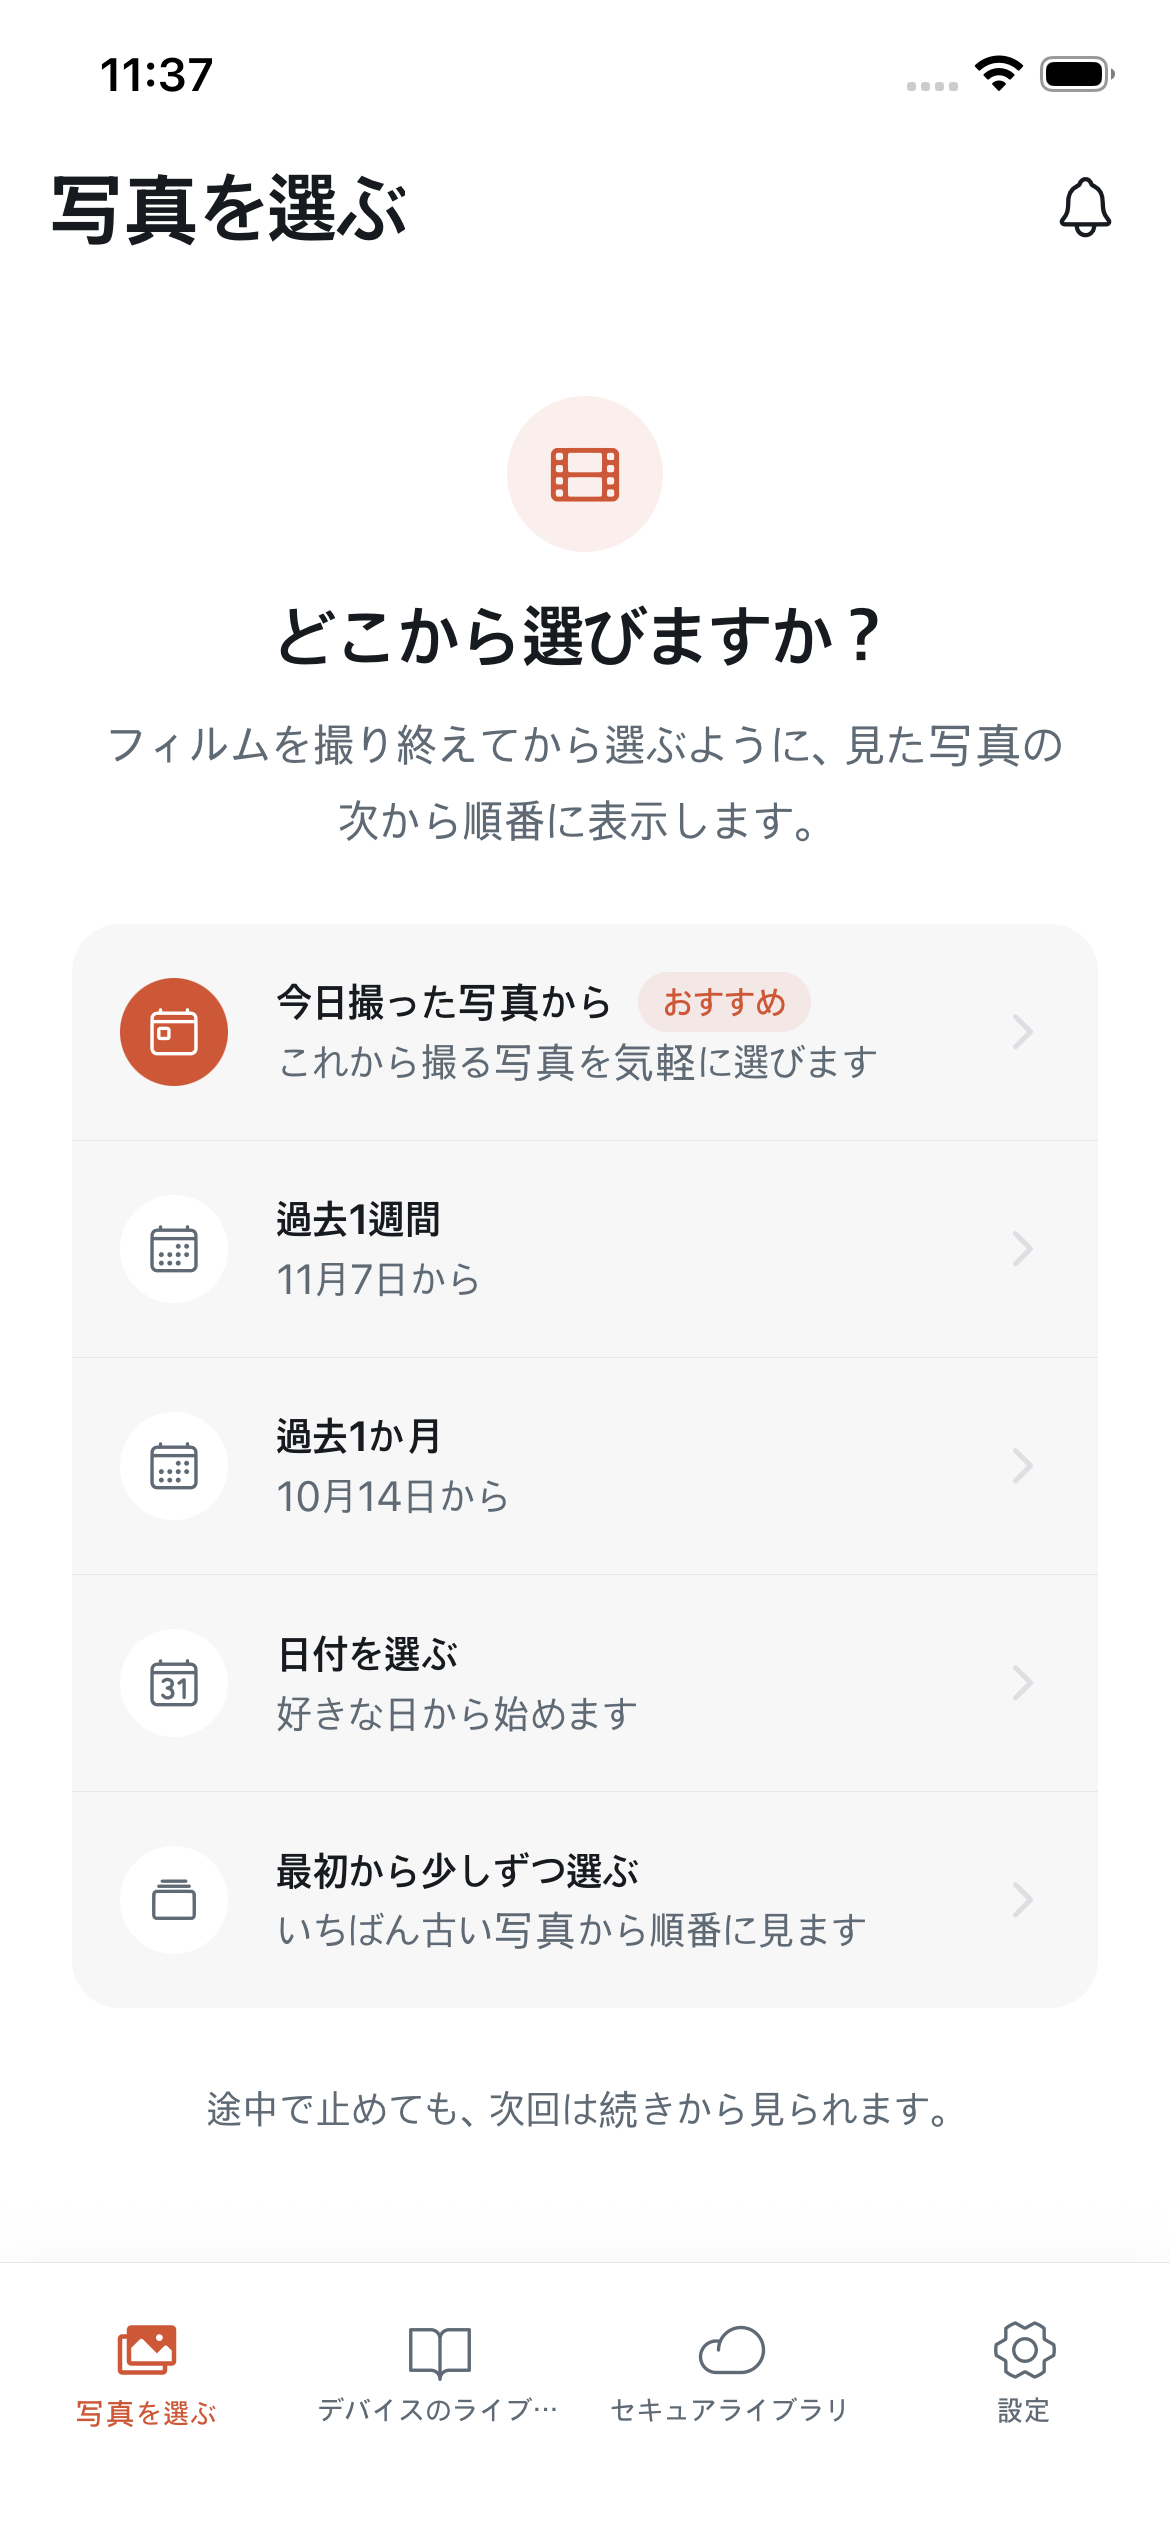 11:37
写真を選ぶ
どこから選びますか？
フィルムを撮り終えてから選ぶように、見た写真の
次から順番に表示します。
今日撮った写真から おすすめ
これから撮る写真を気軽に選びます
過去1週間
11月7日から
過去1か月
10月14日から
31
日付を選ぶ
好きな日から始めます
最初から少しずつ選ぶ
いちばん古い写真から順番に見ます
途中で止めても、次回は続きから見られます。
写真を選ぶ
デバイスのライブ…
セキュアライブラリ
設定